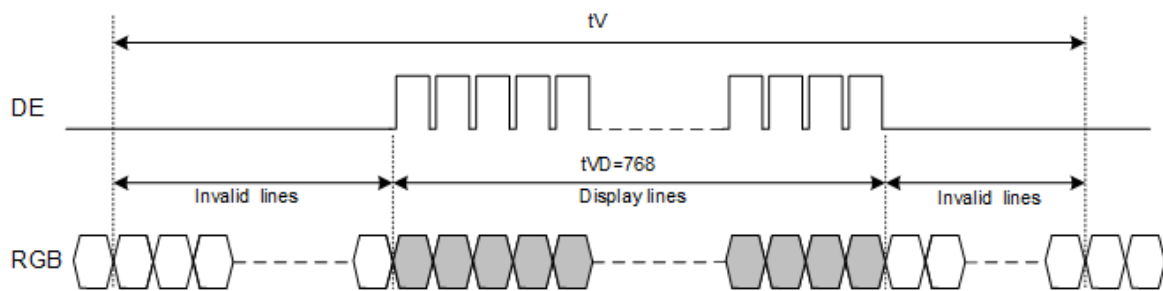 tV
DE
tVD=768
Invalid lines
Display lines
Invalid lines
RGB